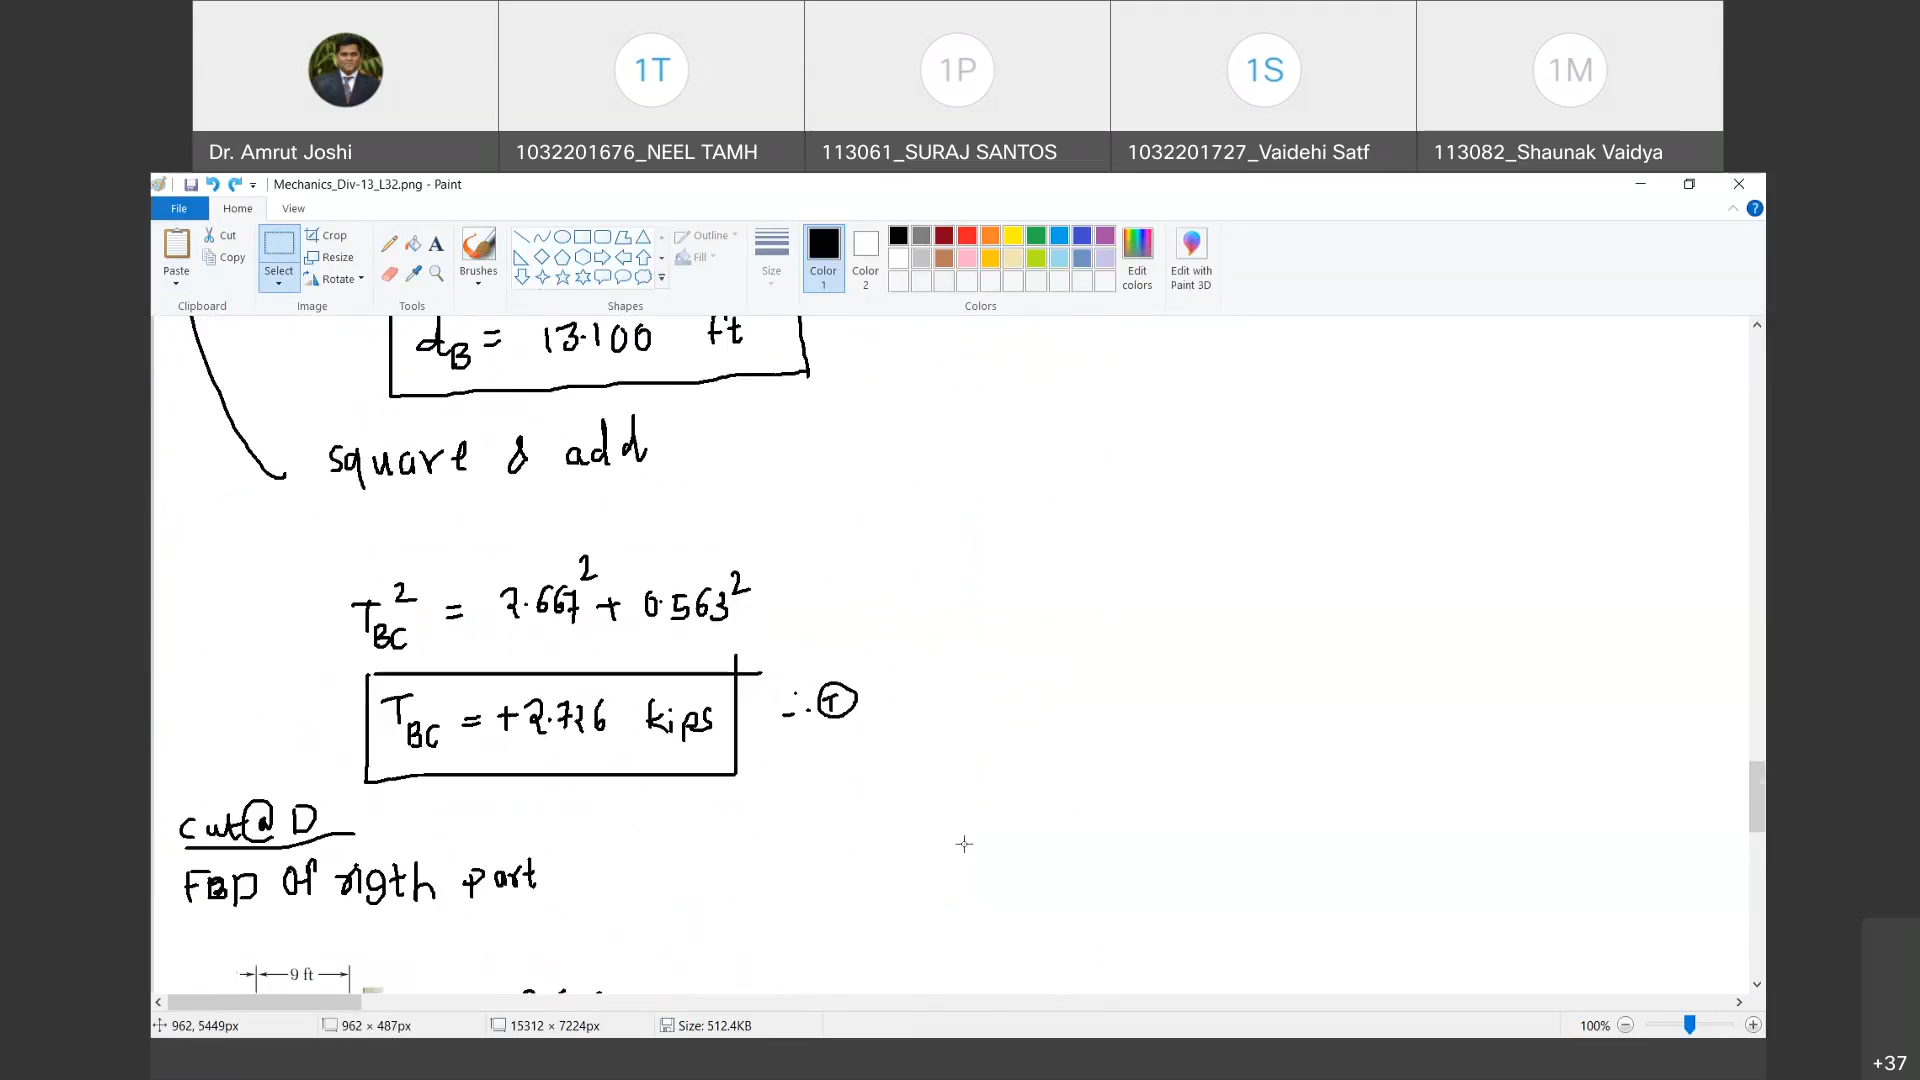 1T
1P
1S
1M
Dr. Amrut Joshi
1032201676_NEEL TAMH
113061_SURAJ SANTOS
1032201727_Vaidehi Satf
113082_Shaunak Vaidya
Mechanics_Div-13_L32.png - Paint
File Home View
Paste
Cut
Copy
Clipboard
Select
Crop
Resize
Rotate
Image
A
Tools
Brushes
Shapes
Outline
Fill
Size
Color 1
Color 2
Edit colors
Colors
Edit with Paint 3D
dB = 13.100 ft
square & add
TBC² = 2.667² + 0.563²
TBC = +2.726 kips ∴ T
cut @ D
FBD Of rigth part
9 ft
962, 5449px
962 × 487px
15312 × 7224px
Size: 512.4KB
100%
+37